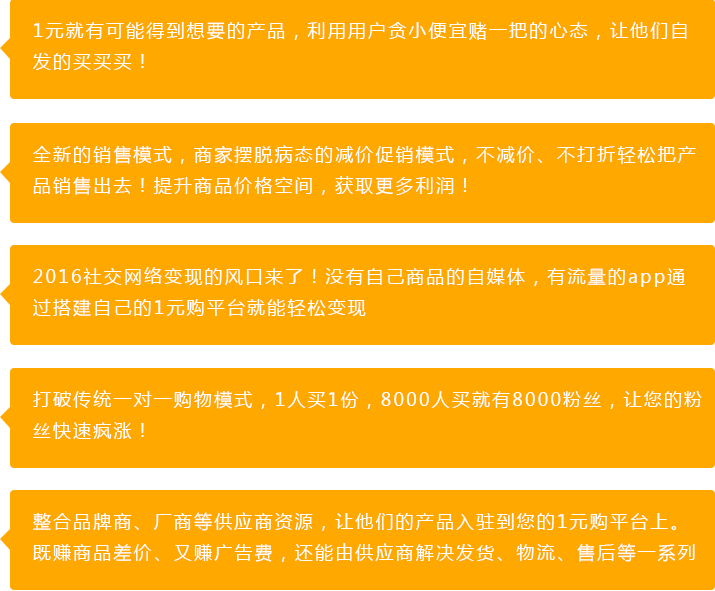 1元就有可能得到想要的产品，利用用户贪小便宜赌一把的心态，让他们自
发的买买买！
全新的销售模式，商家摆脱病态的减价促销模式，不减价、不打折轻松把产
品销售出去！提升商品价格空间，获取更多利润！
2016社交网络变现的风口来了！没有自己商品的自媒体，有流量的app通
过搭建自己的1元购平台就能轻松变现
打破传统一对一购物模式，1人买1份，8000人买就有8000粉丝，让您的粉
丝快速疯涨！
整合品牌商、厂商等供应商资源，让他们的产品入驻到您的1元购平台上。
既赚商品差价、又赚广告费，还能由供应商解决发货、物流、售后等一系列